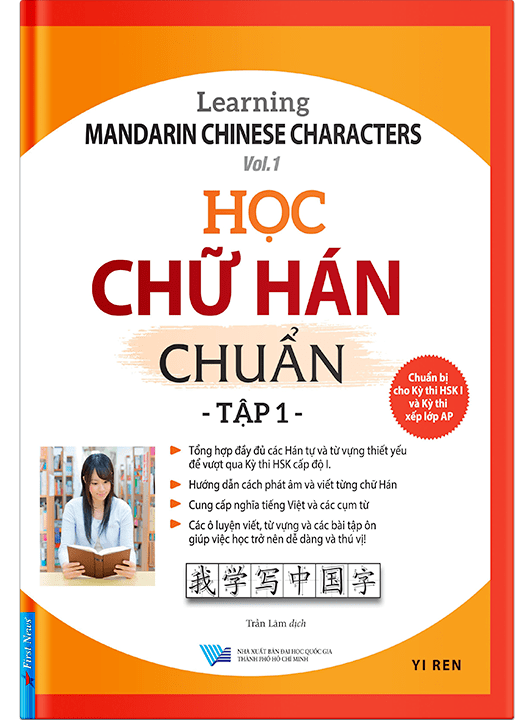 Learning
MANDARIN CHINESE CHARACTERS
Vol.1
HỌC
CHỮ HÁN
CHUẨN
- TẬP 1 -
Chuẩn bị
cho Kỳ thi HSK I
và Kỳ thi
xếp lớp AP
Tổng hợp đầy đủ các Hán tự và từ vựng thiết yếu
để vượt qua Kỳ thi HSK cấp độ I.
Hướng dẫn cách phát âm và viết từng chữ Hán
Cung cấp nghĩa tiếng Việt và các cụm từ
Các ô luyện viết, từ vựng và các bài tập ôn
giúp việc học trở nên dễ dàng và thú vị!
我学写中国字
Trần Lâm dịch
NHÀ XUẤT BẢN ĐẠI HỌC QUỐC GIA
THÀNH PHỐ HỒ CHÍ MINH
YI REN
First News